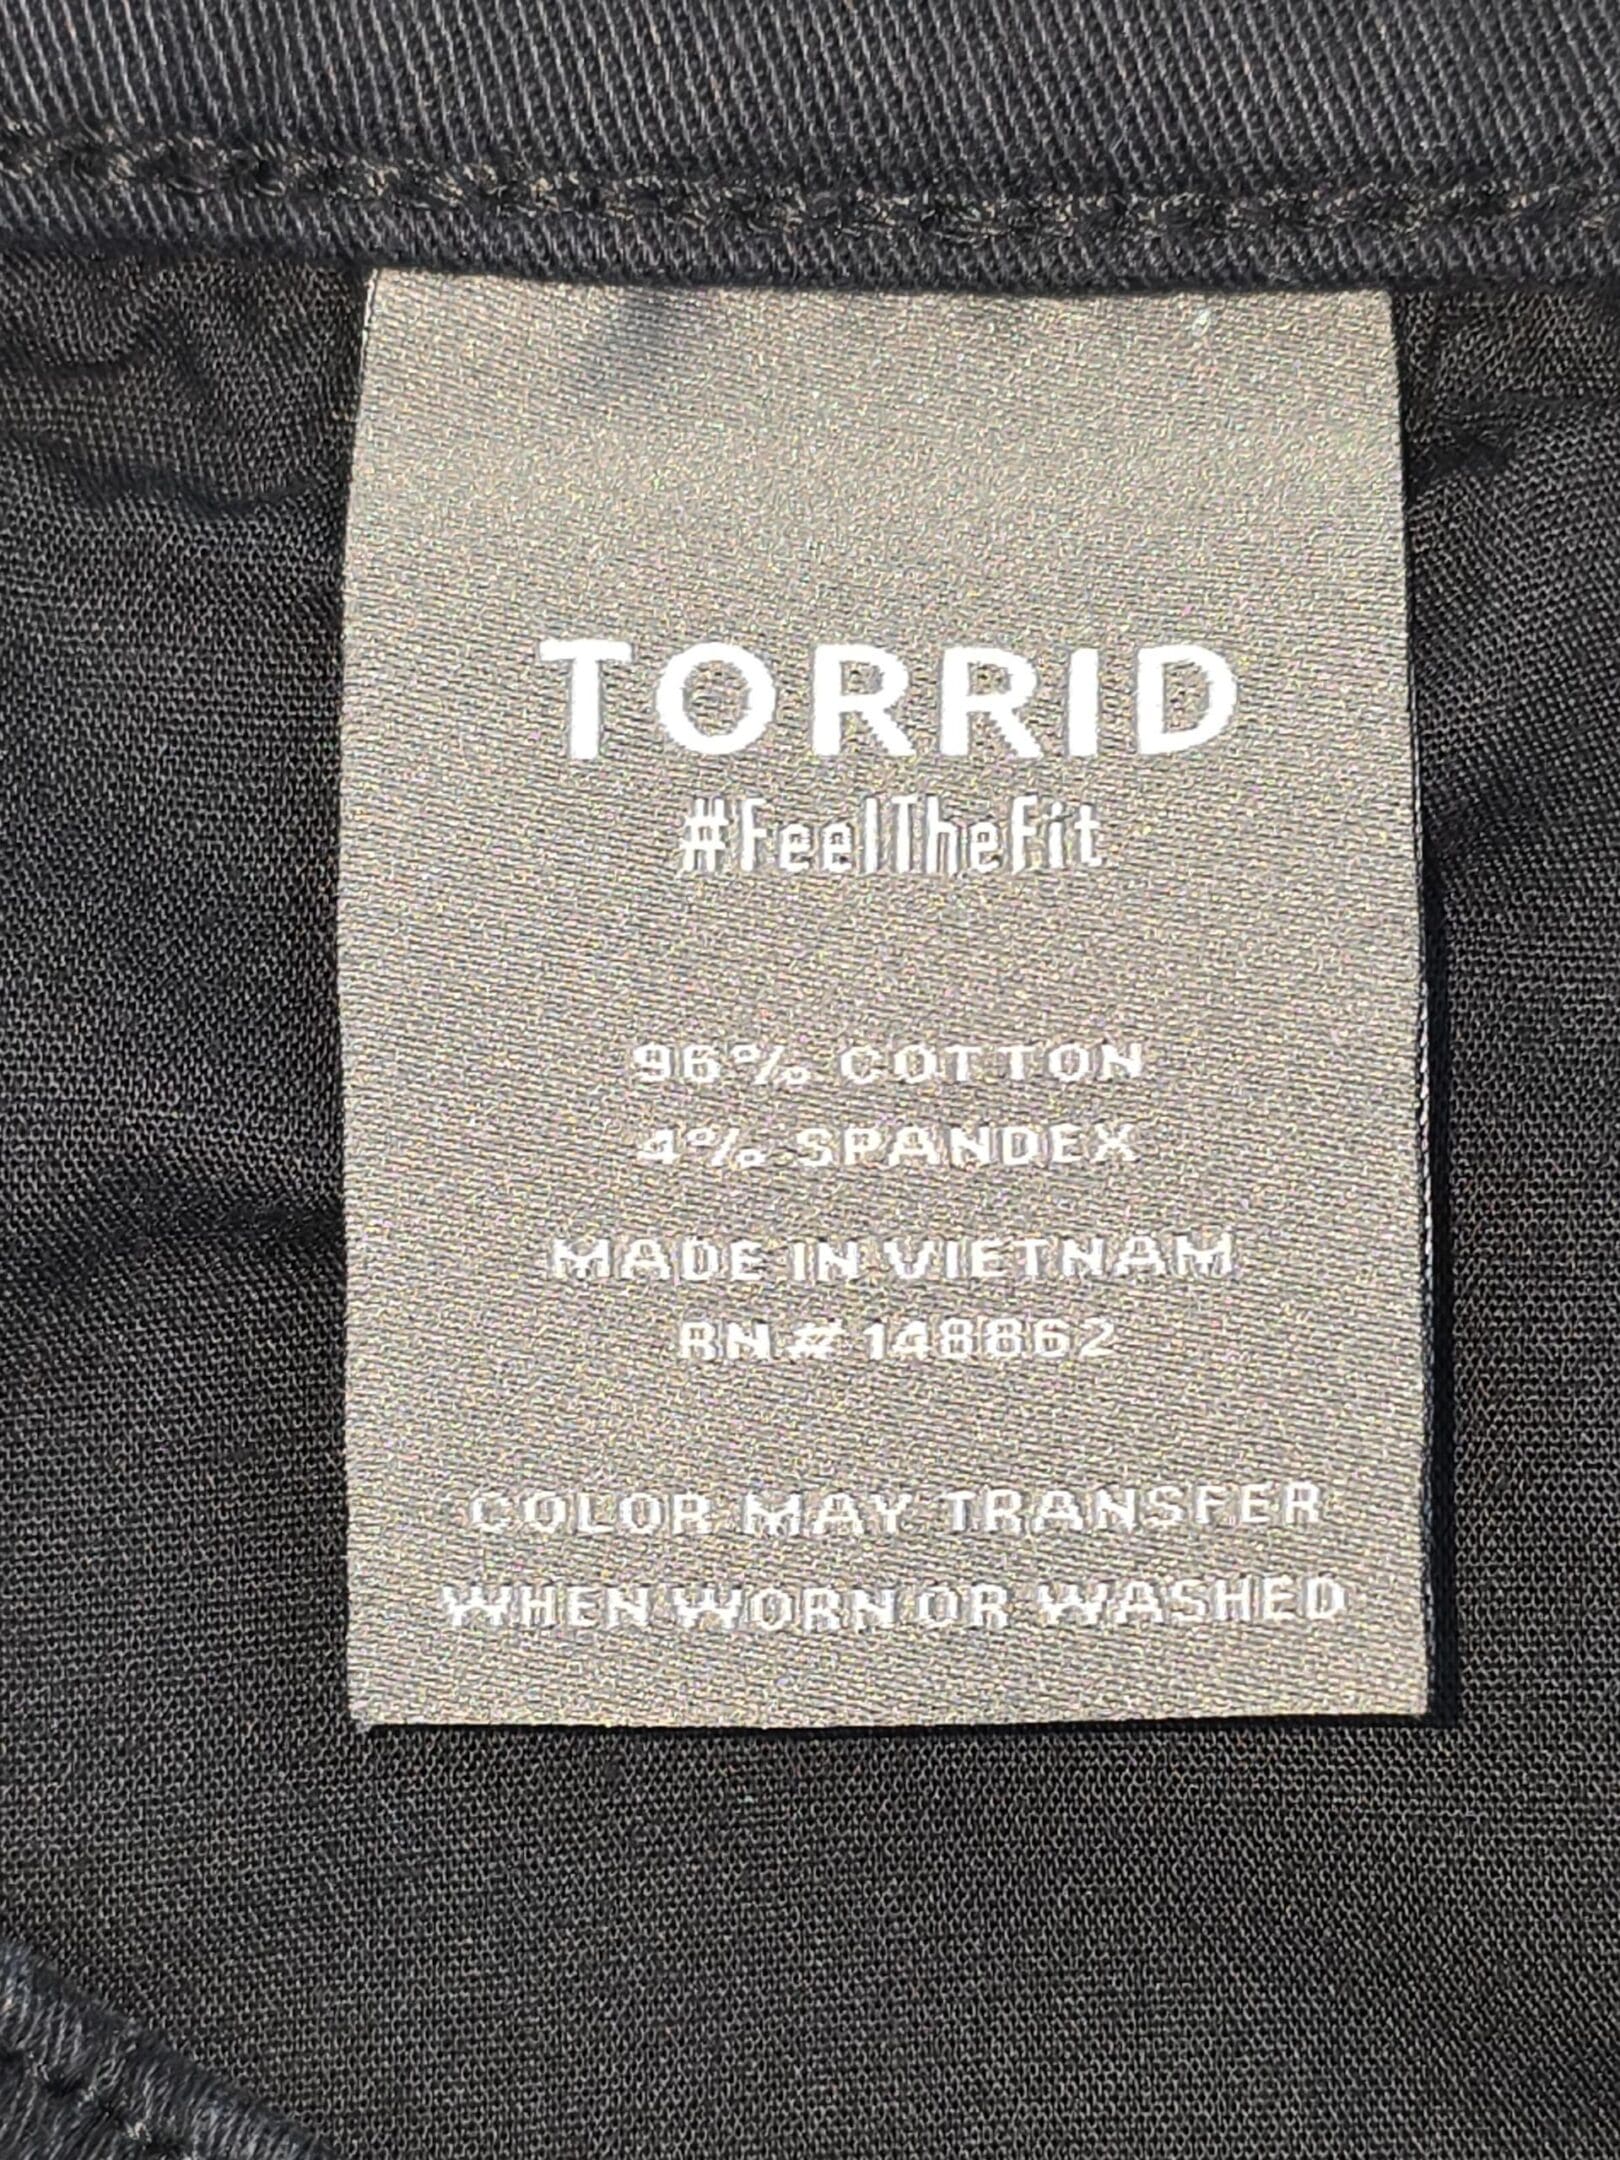 TORRID
#FeelTheFit
96% COTTON
4% SPANDEX
MADE IN VIETNAM
RN# 148862
COLOR MAY TRANSFER
WHEN WORN OR WASHED